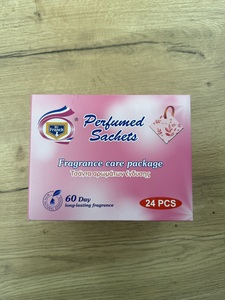 ®
Perfumed
Sachets
Fragrance care package
60 Day
long-lasting fragrance
24 PCS